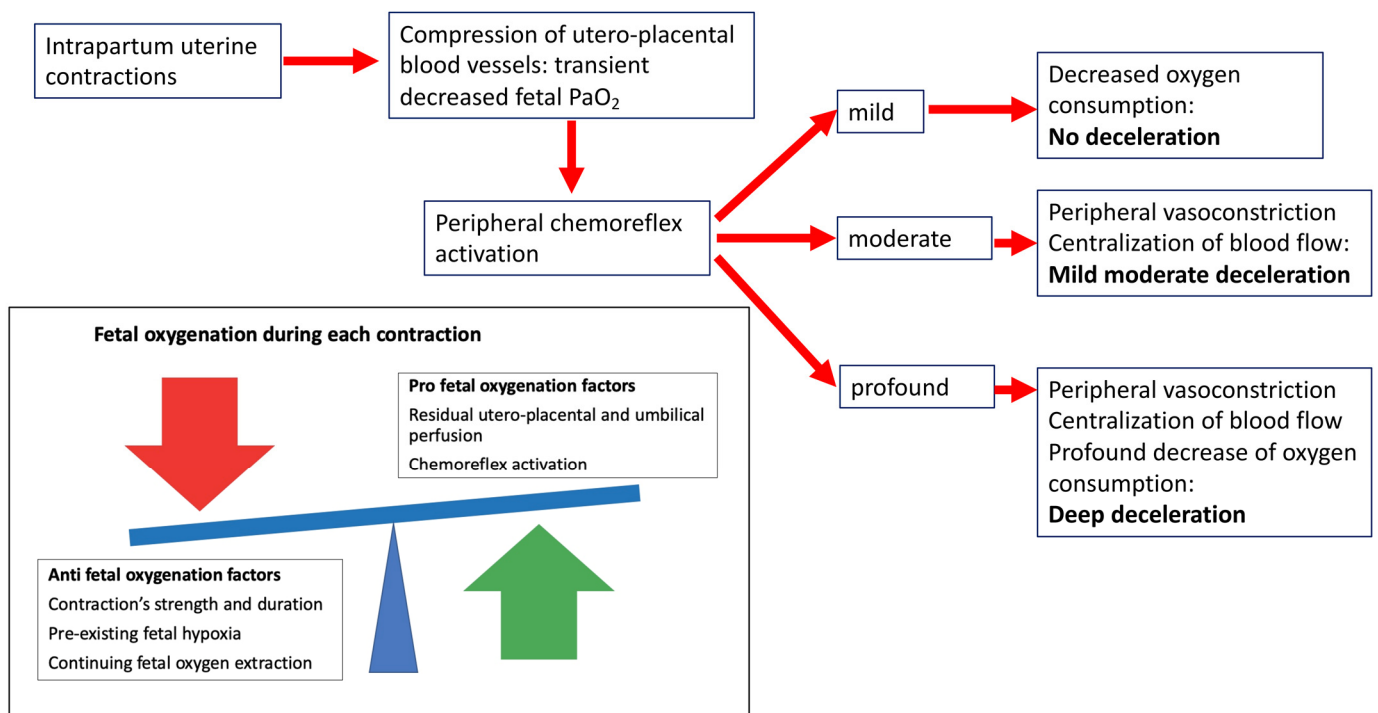 Intrapartum uterine
contractions
Compression of utero-placental
blood vessels: transient
decreased fetal PaO₂
Peripheral chemoreflex
activation
mild
Decreased oxygen
consumption:
No deceleration
moderate
Peripheral vasoconstriction
Centralization of blood flow:
Mild moderate deceleration
profound
Peripheral vasoconstriction
Centralization of blood flow
Profound decrease of oxygen
consumption:
Deep deceleration
Fetal oxygenation during each contraction
Pro fetal oxygenation factors
Residual utero-placental and umbilical
perfusion
Chemoreflex activation
Anti fetal oxygenation factors
Contraction's strength and duration
Pre-existing fetal hypoxia
Continuing fetal oxygen extraction